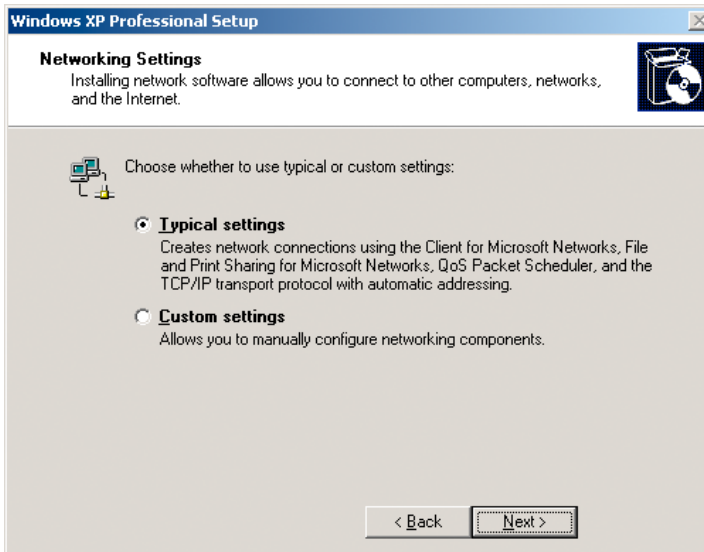 Windows XP Professional Setup
Networking Settings
Installing network software allows you to connect to other computers, networks,
and the Internet.
Choose whether to use typical or custom settings:
Typical settings
Creates network connections using the Client for Microsoft Networks, File
and Print Sharing for Microsoft Networks, QoS Packet Scheduler, and the
TCP/IP transport protocol with automatic addressing.
Custom settings
Allows you to manually configure networking components.
< Back
Next >